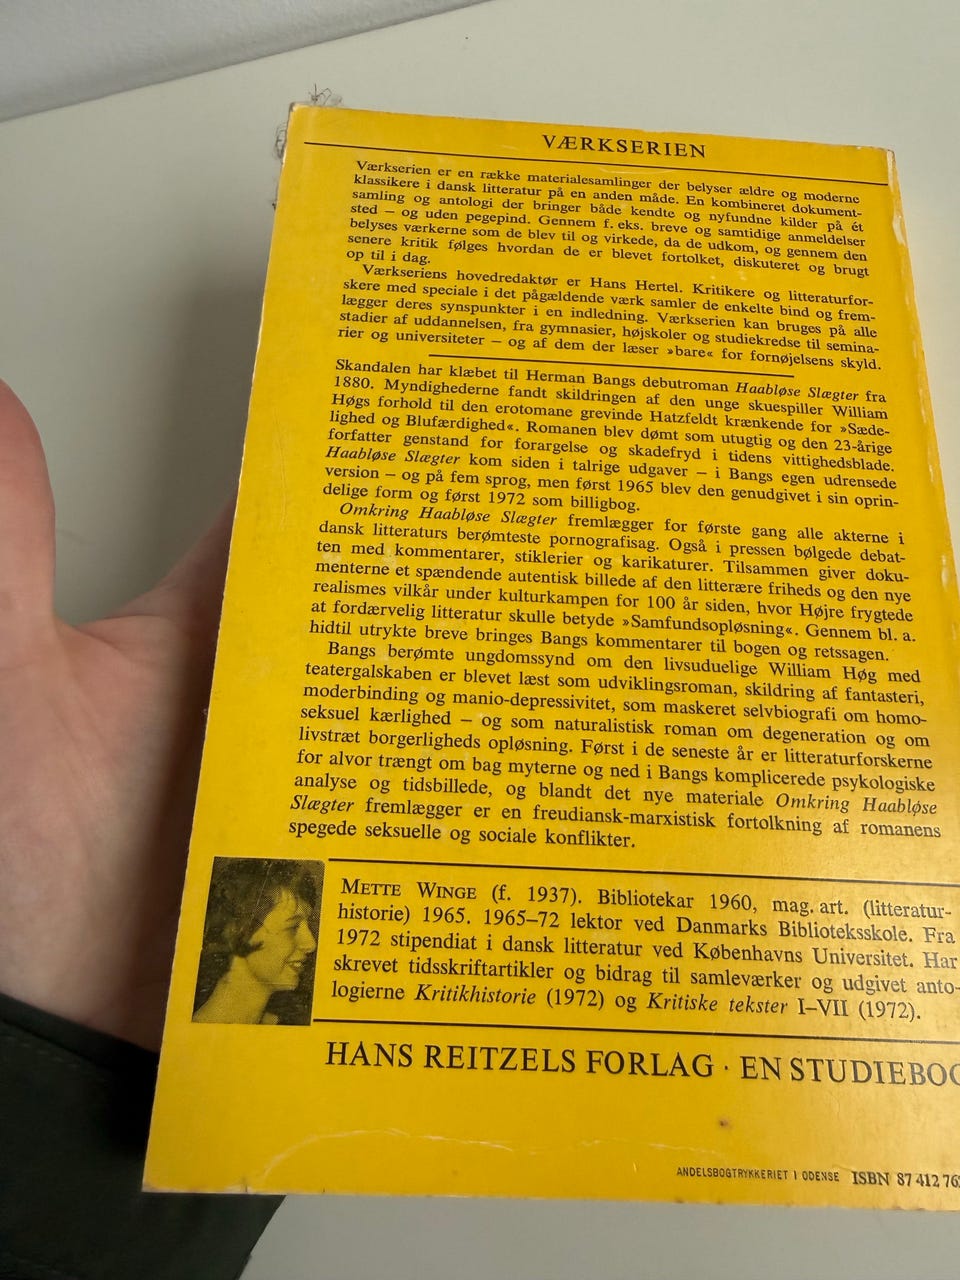 VÆRKSERIEN
Værkserien er en række materialesamlinger der belyser ældre og moderne
klassikere i dansk litteratur på en anden måde. En kombineret dokument-
samling og antologi der bringer både kendte og nyfundne kilder på ét
sted – og uden pegepind. Gennem f. eks. breve og samtidige anmeldelser
belyses værkerne som de blev til og virkede, da de udkom, og gennem den
senere kritik følges hvordan de er blevet fortolket, diskuteret og brugt
op til i dag.
Værkseriens hovedredaktør er Hans Hertel. Kritikere og litteraturfor-
skere med speciale i det pågældende værk samler de enkelte bind og frem-
lægger deres synspunkter i en indledning. Værkserien kan bruges på alle
stadier af uddannelsen, fra gymnasier, højskoler og studiekredse til semina-
rier og universiteter – og af dem der læser »bare« for fornøjelsens skyld.
Skandalen har klæbet til Herman Bangs debutroman Haabløse Slægter fra
1880. Myndighederne fandt skildringen af den unge skuespiller William
Høgs forhold til den erotomane grevinde Hatzfeldt krænkende for »Sæde-
lighed og Blufærdighed«. Romanen blev dømt som utugtig og den 23-årige
forfatter genstand for forargelse og skadefryd i tidens vittighedsblade.
Haabløse Slægter kom siden i talrige udgaver – i Bangs egen udrensede
version – og på fem sprog, men først 1965 blev den genudgivet i sin oprin-
delige form og først 1972 som billigbog.
Omkring Haabløse Slægter fremlægger for første gang alle akterne i
dansk litteraturs berømteste pornografisag. Også i pressen bølgede debat-
ten med kommentarer, stiklerier og karikaturer. Tilsammen giver doku-
menterne et spændende autentisk billede af den litterære friheds og den nye
realismes vilkår under kulturkampen for 100 år siden, hvor Højre frygtede
at fordærvelig litteratur skulle betyde »Samfundsopløsning«. Gennem bl. a.
hidtil utrykte breve bringes Bangs kommentarer til bogen og retssagen.
Bangs berømte ungdomssynd om den livsuduelige William Høg med
teatergalskaben er blevet læst som udviklingsroman, skildring af fantasteri,
moderbinding og manio-depressivitet, som maskeret selvbiografi om homo-
seksuel kærlighed – og som naturalistisk roman om degeneration og om
livstræt borgerligheds opløsning. Først i de seneste år er litteraturforskerne
for alvor trængt om bag myterne og ned i Bangs komplicerede psykologiske
analyse og tidsbillede, og blandt det nye materiale Omkring Haabløse
Slægter fremlægger er en freudiansk-marxistisk fortolkning af romanens
spegede seksuelle og sociale konflikter.
METTE WINGE (f. 1937). Bibliotekar 1960, mag. art. (litteratur-
historie) 1965. 1965–72 lektor ved Danmarks Biblioteksskole. Fra
1972 stipendiat i dansk litteratur ved Københavns Universitet. Har
skrevet tidsskriftartikler og bidrag til samleværker og udgivet anto-
logierne Kritikhistorie (1972) og Kritiske tekster I–VII (1972).
HANS REITZELS FORLAG · EN STUDIEBOG
ANDELSBOGTRYKKERIET I ODENSE ISBN 87 412 76